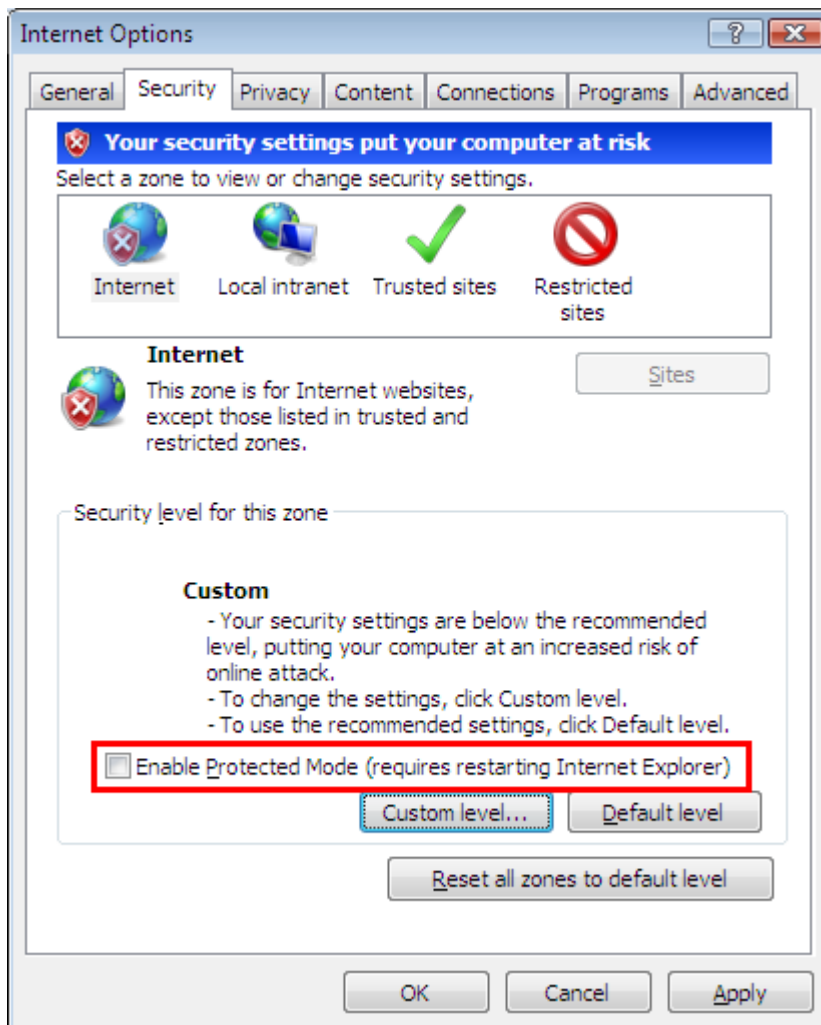 Internet Options
General Security Privacy Content Connections Programs Advanced
Your security settings put your computer at risk
Select a zone to view or change security settings.
Internet Local intranet Trusted sites Restricted
sites
Internet
Sites
This zone is for Internet websites,
except those listed in trusted and
restricted zones.
Security level for this zone
Custom
- Your security settings are below the recommended
level, putting your computer at an increased risk of
online attack.
- To change the settings, click Custom level.
- To use the recommended settings, click Default level.
Enable Protected Mode (requires restarting Internet Explorer)
Custom level... Default level
Reset all zones to default level
OK Cancel Apply